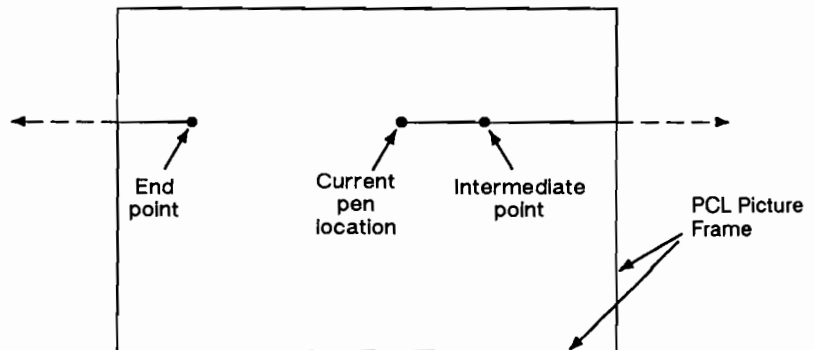 End
point
Current
pen
location
Intermediate
point
PCL Picture
Frame